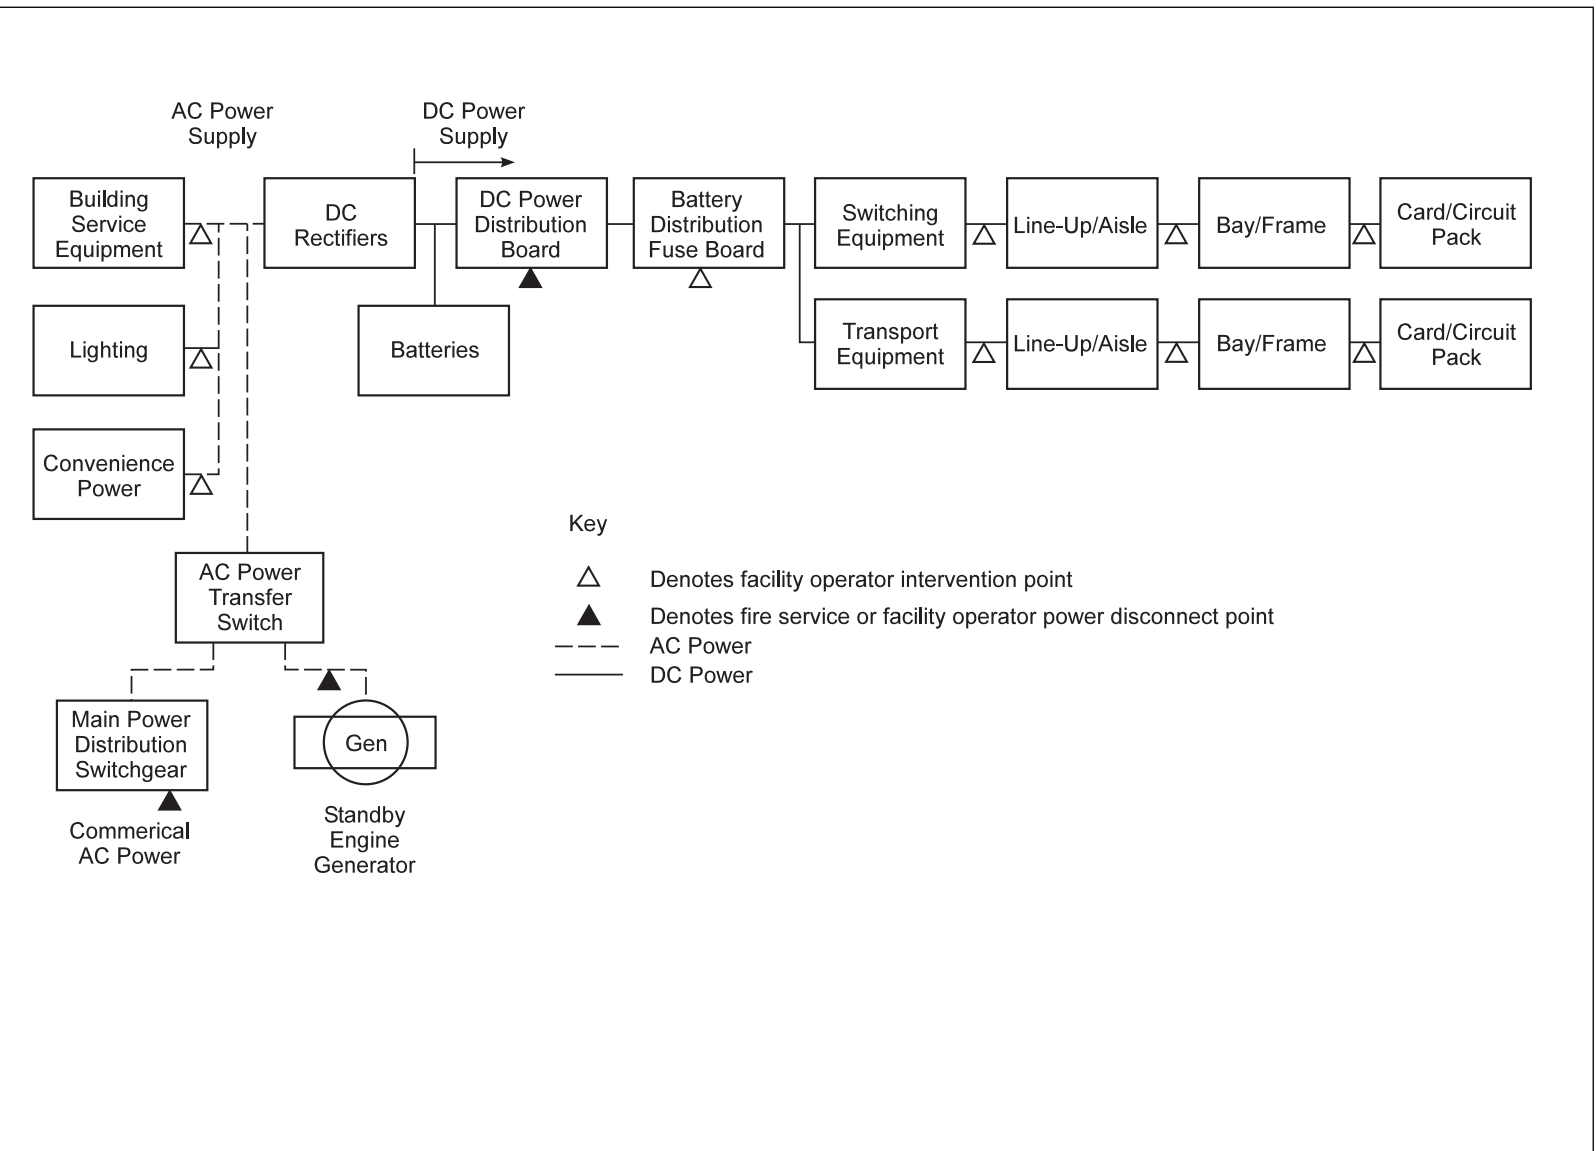 AC Power
Supply
DC Power
Supply
Building
Service
Equipment
DC
Rectifiers
DC Power
Distribution
Board
Battery
Distribution
Fuse Board
Switching
Equipment
Line-Up/Aisle
Bay/Frame
Card/Circuit
Pack
Lighting
Batteries
Transport
Equipment
Line-Up/Aisle
Bay/Frame
Card/Circuit
Pack
Convenience
Power
AC Power
Transfer
Switch
Main Power
Distribution
Switchgear
Gen
Commerical
AC Power
Standby
Engine
Generator
Key
Denotes facility operator intervention point
Denotes fire service or facility operator power disconnect point
AC Power
DC Power